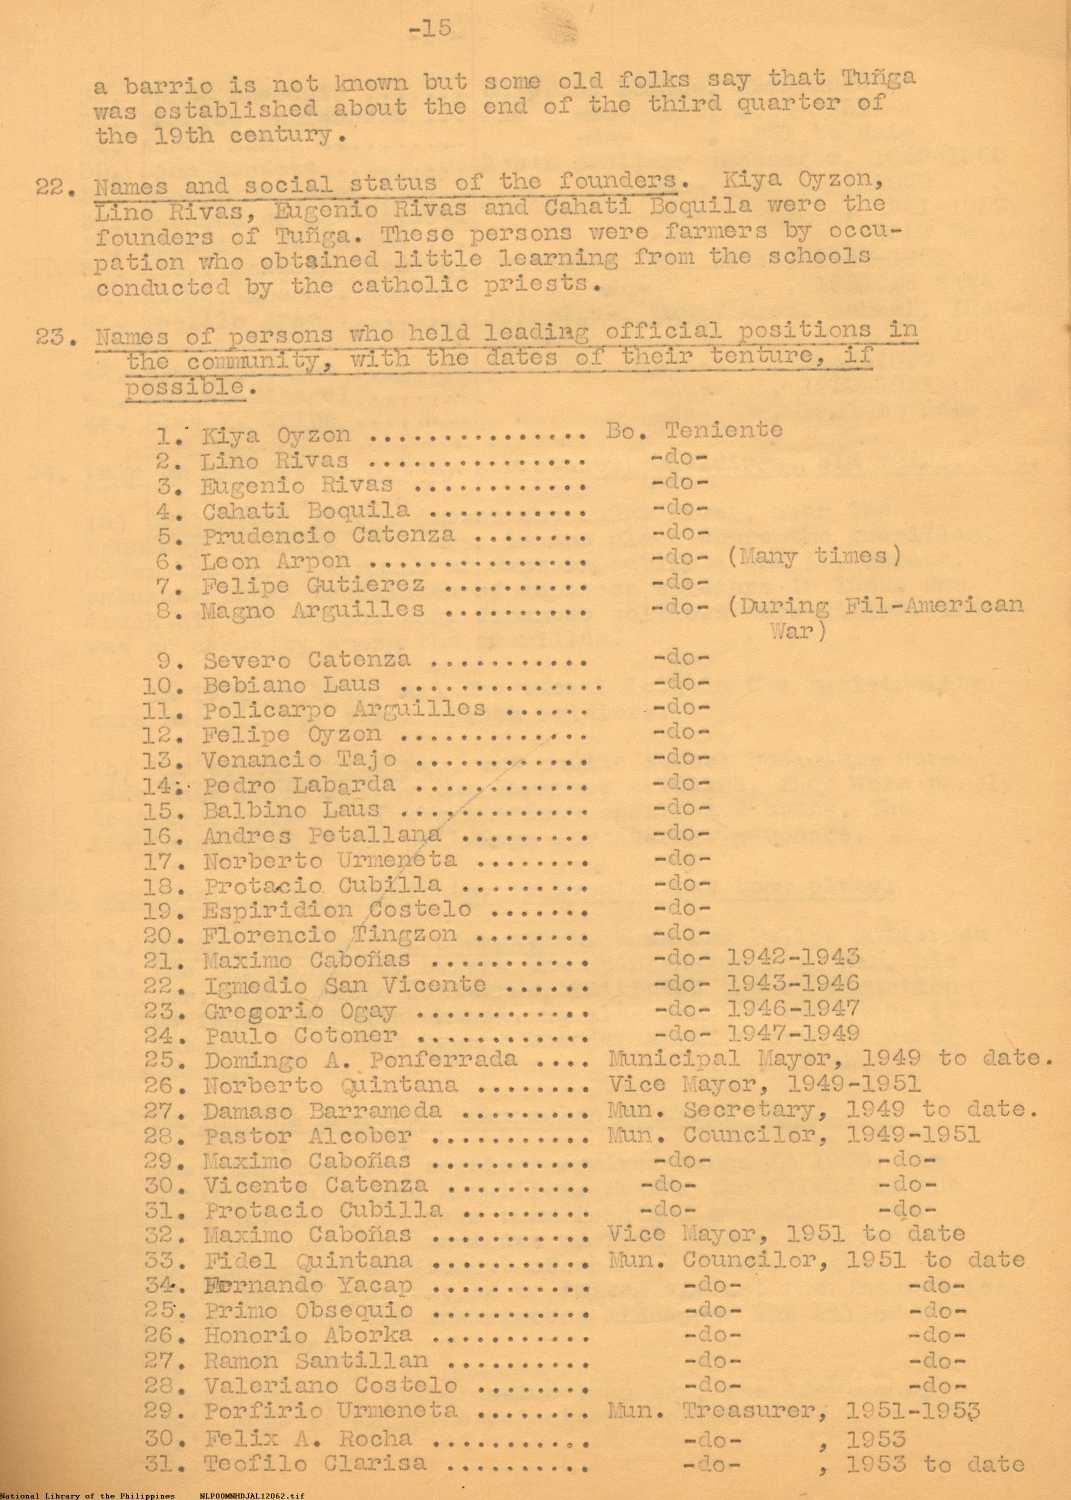 -15
a barrio is not known but some old folks say that Tuñga
was established about the end of the third quarter of
the 19th century.
22. Names and social status of the founders. Kiya Oyzon,
Lino Rivas, Eugenio Rivas and Cahati Boquila were the
founders of Tuñga. These persons were farmers by occu-
pation who obtained little learning from the schools
conducted by the catholic priests.
23. Names of persons who held leading official positions in
the community, with the dates of their tenture, if
possible.
1. Kiya Oyzon ............... Bo. Teniente
2. Lino Rivas ............... -do-
3. Eugenio Rivas ............ -do-
4. Cahati Boquila ........... -do-
5. Prudencio Catenza ........ -do-
6. Leon Arpon ............... -do- (Many times)
7. Felipe Gutierez .......... -do-
8. Magno Arguilles .......... -do- (During Fil-American
War)
9. Severo Catenza ........... -do-
10. Bebiano Laus .............. -do-
11. Policarpo Arguilles ...... -do-
12. Felipe Oyzon ............. -do-
13. Venancio Tajo ............ -do-
14. Pedro Labarda ............ -do-
15. Balbino Laus ............. -do-
16. Andres Petallana ......... -do-
17. Norberto Urmeneta ........ -do-
18. Protacio Cubilla ......... -do-
19. Espiridion Costelo ....... -do-
20. Florencio Tingzon ........ -do-
21. Maximo Caboñas ........... -do- 1942-1943
22. Igmedio San Vicente ...... -do- 1943-1946
23. Gregorio Ogay ............ -do- 1946-1947
24. Paulo Cotoner ............ -do- 1947-1949
25. Domingo A. Ponferrada .... Municipal Mayor, 1949 to date.
26. Norberto Quintana ........ Vice Mayor, 1949-1951
27. Damaso Barrameda ......... Mun. Secretary, 1949 to date.
28. Pastor Alcober ........... Mun. Councilor, 1949-1951
29. Maximo Caboñas ........... -do- -do-
30. Vicente Catenza .......... -do- -do-
31. Protacio Cubilla .......... -do- -do-
32. Maximo Caboñas ........... Vice Mayor, 1951 to date
33. Fidel Quintana ........... Mun. Councilor, 1951 to date
34. Fernando Yacap ........... -do- -do-
25. Primo Obsequio ........... -do- -do-
26. Honorio Aborka ........... -do- -do-
27. Ramon Santillan .......... -do- -do-
28. Valeriano Costelo ........ -do- -do-
29. Porfirio Urmeneta ........ Mun. Treasurer, 1951-1953
30. Felix A. Rocha ........... -do- , 1953
31. Teofilo Clarisa .......... -do- , 1953 to date
National Library of the Philippines NLP00MNHDJAL12062.tif